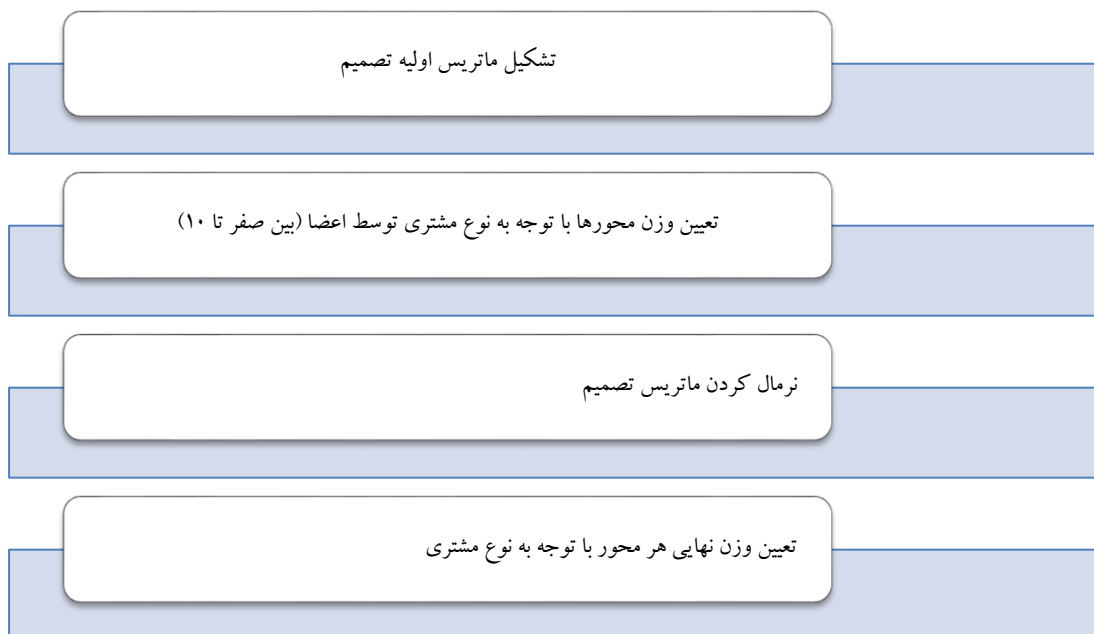 تشکیل ماتریس اولیه تصمیم
تعیین وزن محورها با توجه به نوع مشتری توسط اعضا (بین صفر تا ۱۰)
نرمال کردن ماتریس تصمیم
تعیین وزن نهایی هر محور با توجه به نوع مشتری